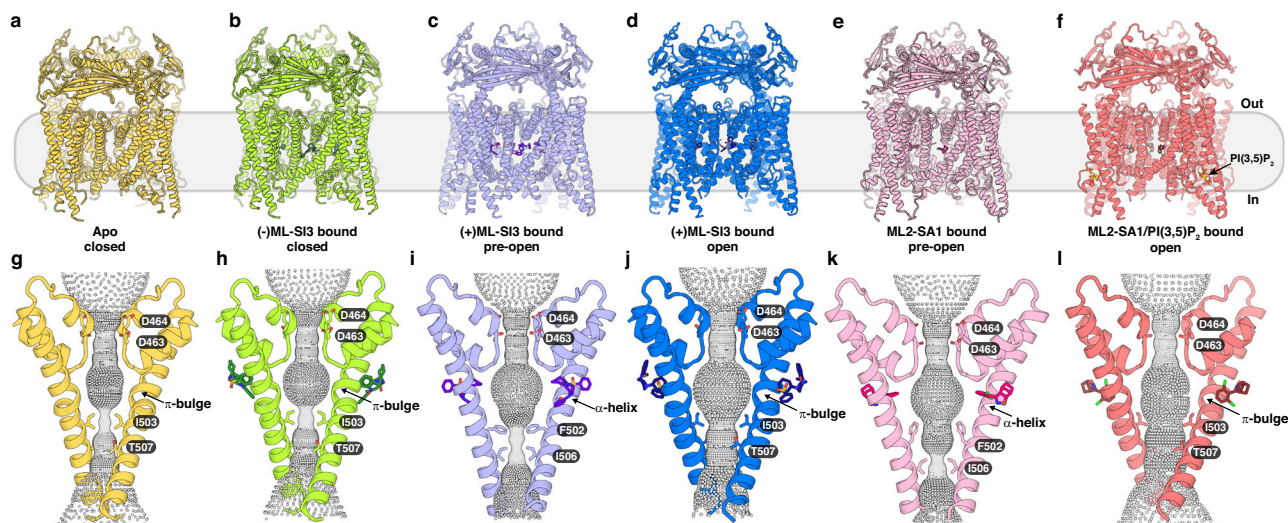 a b c d e f
Out
PI(3,5)P₂
In
Apo
closed
(-)ML-SI3 bound
closed
(+)ML-SI3 bound
pre-open
(+)ML-SI3 bound
open
ML2-SA1 bound
pre-open
ML2-SA1/PI(3,5)P₂ bound
open
g h i j k l
D464
D463
π-bulge
I503
T507
D464
D463
π-bulge
I503
T507
D464
D463
α-helix
F502
I506
D464
D463
π-bulge
I503
T507
D464
D463
α-helix
F502
I506
D464
D463
π-bulge
I503
T507